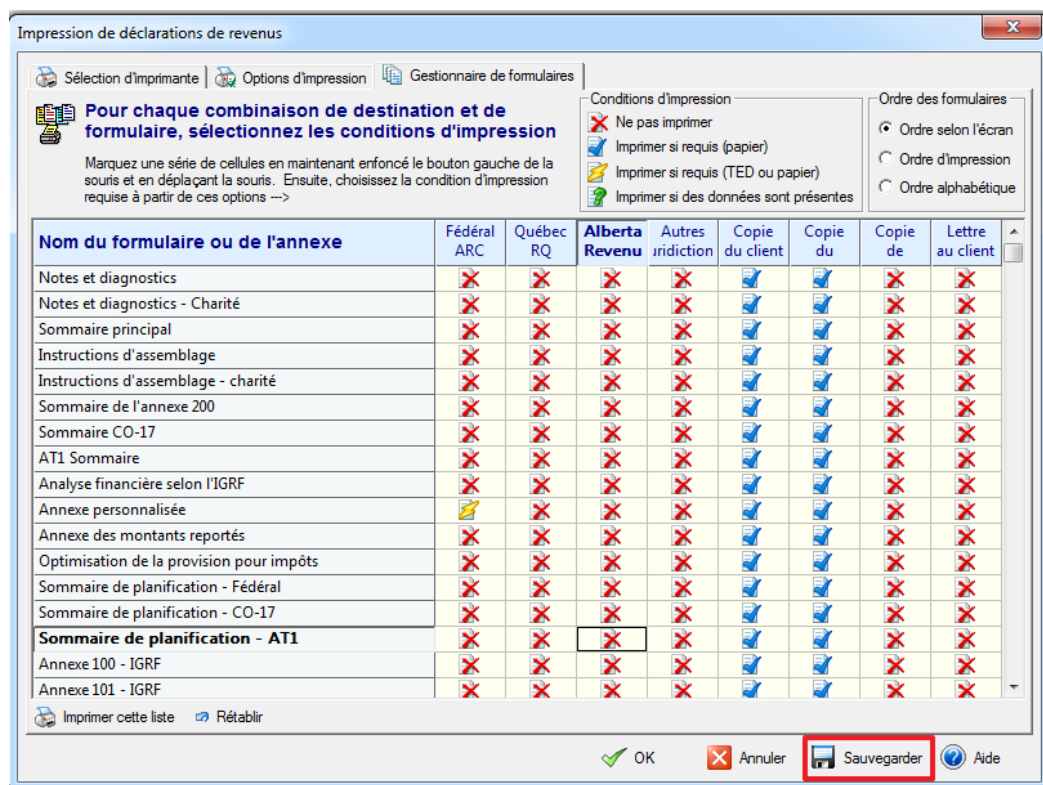 Impression de déclarations de revenus
Sélection d'imprimante
Options d'impression
Gestionnaire de formulaires
Pour chaque combinaison de destination et de
formulaire, sélectionnez les conditions d'impression
Marquez une série de cellules en maintenant enfoncé le bouton gauche de la
souris et en déplaçant la souris. Ensuite, choisissez la condition d'impression
requise à partir de ces options --->
Conditions d'impression
Ne pas imprimer
Imprimer si requis (papier)
Imprimer si requis (TED ou papier)
Imprimer si des données sont présentes
Ordre des formulaires
Ordre selon l'écran
Ordre d'impression
Ordre alphabétique
Nom du formulaire ou de l'annexe
Fédéral
ARC
Québec
RQ
Alberta
Revenu
Autres
uridiction
Copie
du client
Copie
du
Copie
de
Lettre
au client
Notes et diagnostics
Notes et diagnostics - Charité
Sommaire principal
Instructions d'assemblage
Instructions d'assemblage - charité
Sommaire de l'annexe 200
Sommaire CO-17
AT1 Sommaire
Analyse financière selon l'IGRF
Annexe personnalisée
Annexe des montants reportés
Optimisation de la provision pour impôts
Sommaire de planification - Fédéral
Sommaire de planification - CO-17
Sommaire de planification - AT1
Annexe 100 - IGRF
Annexe 101 - IGRF
Imprimer cette liste
Rétablir
OK
Annuler
Sauvegarder
Aide